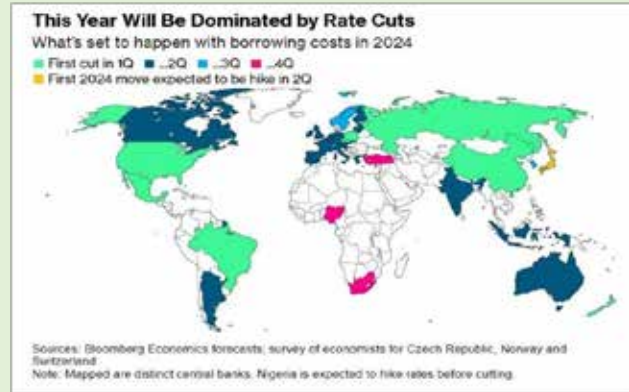 This Year Will Be Dominated by Rate Cuts
What's set to happen with borrowing costs in 2024
First cut in 1Q ...2Q ...3Q ...4Q
First 2024 move expected to be hike in 2Q
Sources: Bloomberg Economics forecasts; survey of economists for Czech Republic, Norway and
Switzerland
Note: Mapped are distinct central banks. Nigeria is expected to hike rates before cutting.